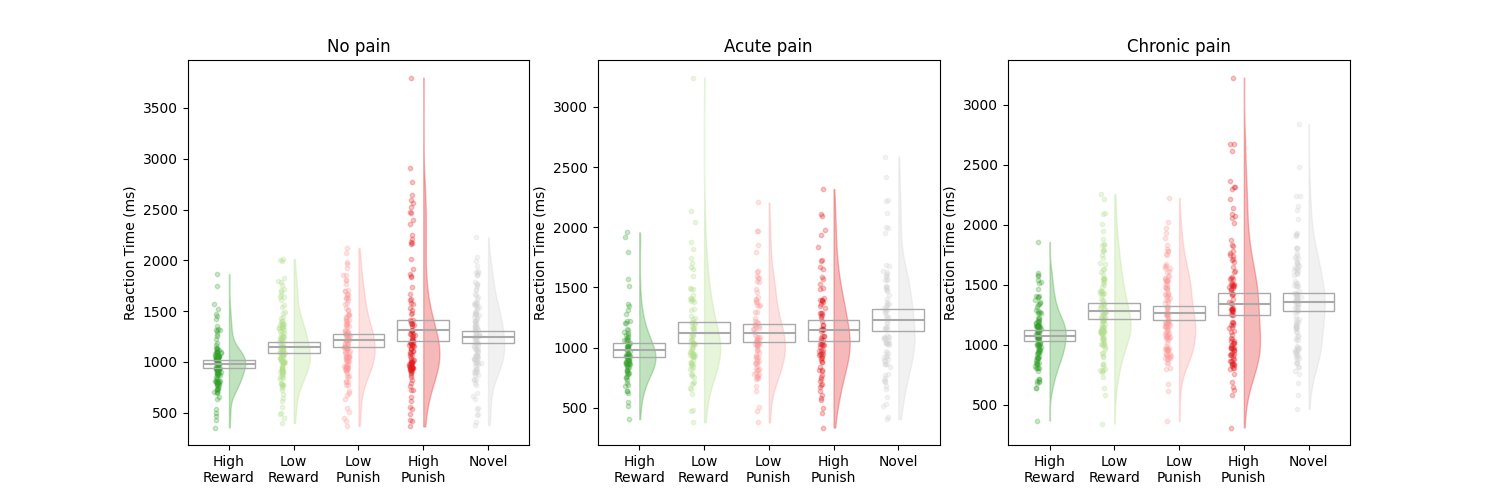 No pain
Reaction Time (ms)
3500
3000
2500
2000
1500
1000
500
High
Reward
Low
Reward
Low
Punish
High
Punish
Novel
Acute pain
Reaction Time (ms)
3000
2500
2000
1500
1000
500
High
Reward
Low
Reward
Low
Punish
High
Punish
Novel
Chronic pain
Reaction Time (ms)
3000
2500
2000
1500
1000
500
High
Reward
Low
Reward
Low
Punish
High
Punish
Novel